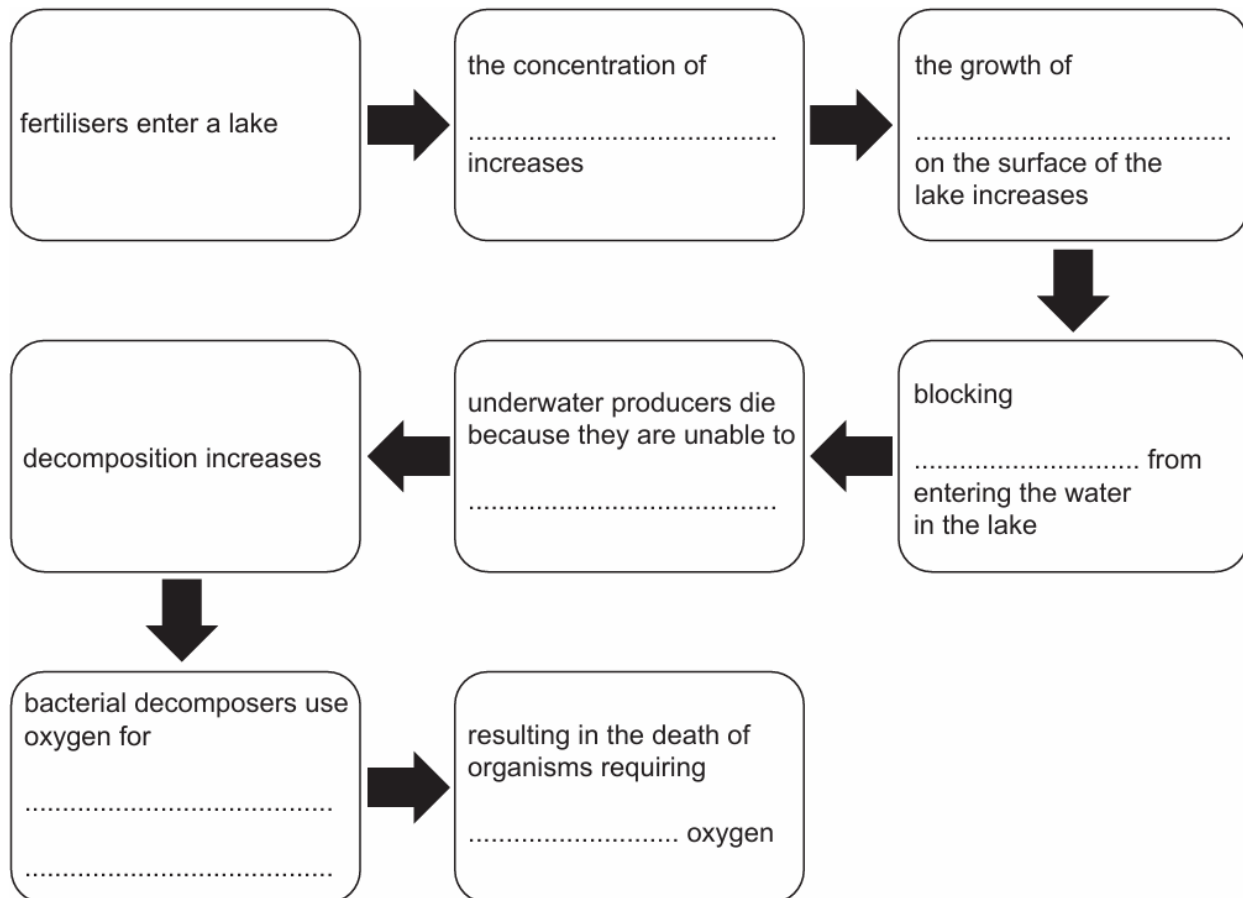 fertilisers enter a lake
the concentration of
.........................................
increases
the growth of
..........................................
on the surface of the
lake increases
blocking
.............................. from
entering the water
in the lake
underwater producers die
because they are unable to
.........................................
decomposition increases
bacterial decomposers use
oxygen for
.........................................
.........................................
resulting in the death of
organisms requiring
............................ oxygen